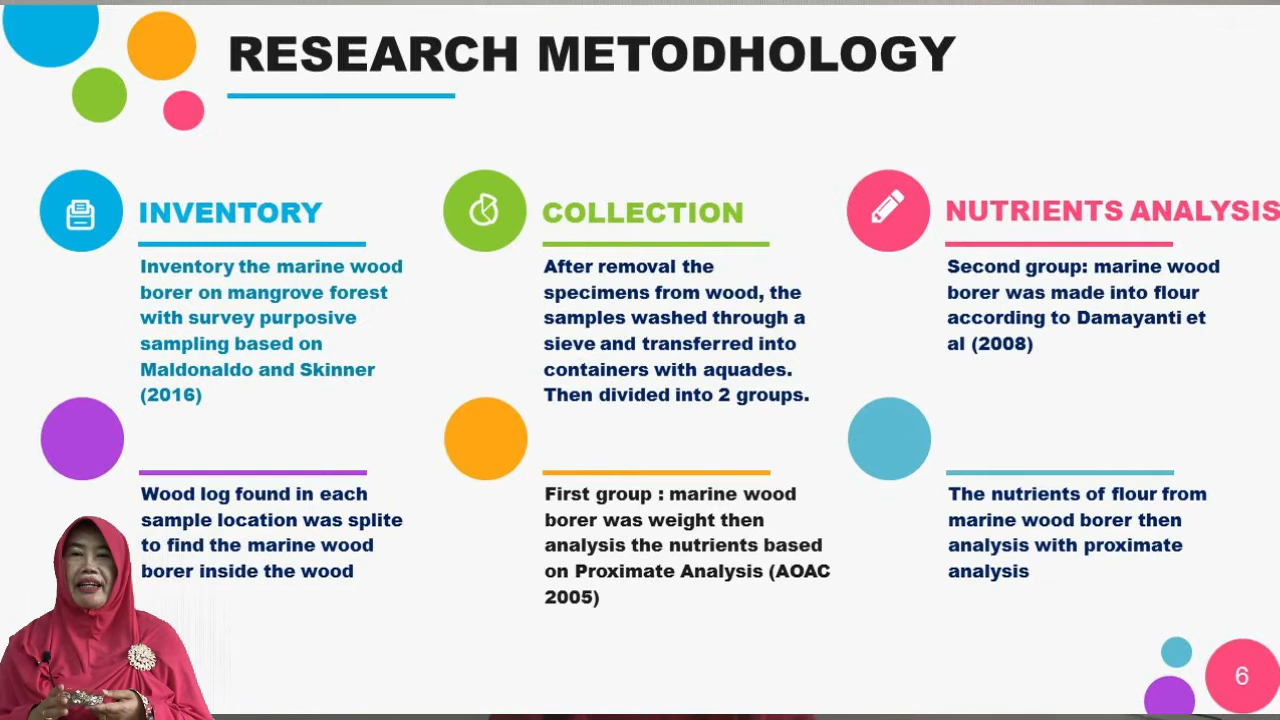 RESEARCH METODHOLOGY
INVENTORY
Inventory the marine wood
borer on mangrove forest
with survey purposive
sampling based on
Maldonaldo and Skinner
(2016)
Wood log found in each
sample location was splite
to find the marine wood
borer inside the wood
COLLECTION
After removal the
specimens from wood, the
samples washed through a
sieve and transferred into
containers with aquades.
Then divided into 2 groups.
First group : marine wood
borer was weight then
analysis the nutrients based
on Proximate Analysis (AOAC
2005)
NUTRIENTS ANALYSIS
Second group: marine wood
borer was made into flour
according to Damayanti et
al (2008)
The nutrients of flour from
marine wood borer then
analysis with proximate
analysis
6